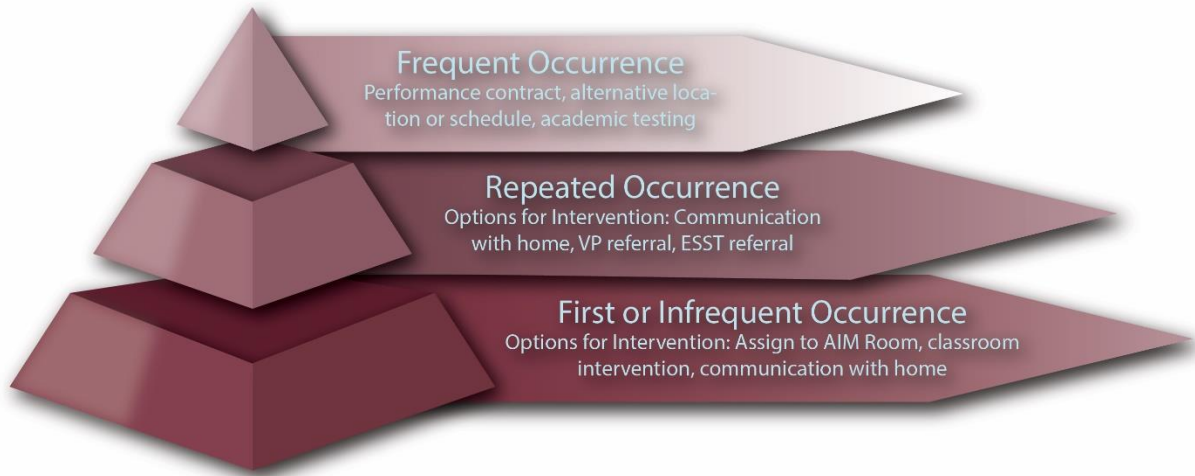 Frequent Occurrence
Performance contract, alternative loca-
tion or schedule, academic testing
Repeated Occurrence
Options for Intervention: Communication
with home, VP referral, ESST referral
First or Infrequent Occurrence
Options for Intervention: Assign to AIM Room, classroom
intervention, communication with home